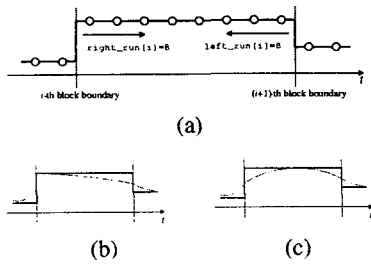 right_run[i]=8
left_run[i]=8
t
i-th block boundary
(i+1)-th block boundary
(a)
t
t
(b)
(c)